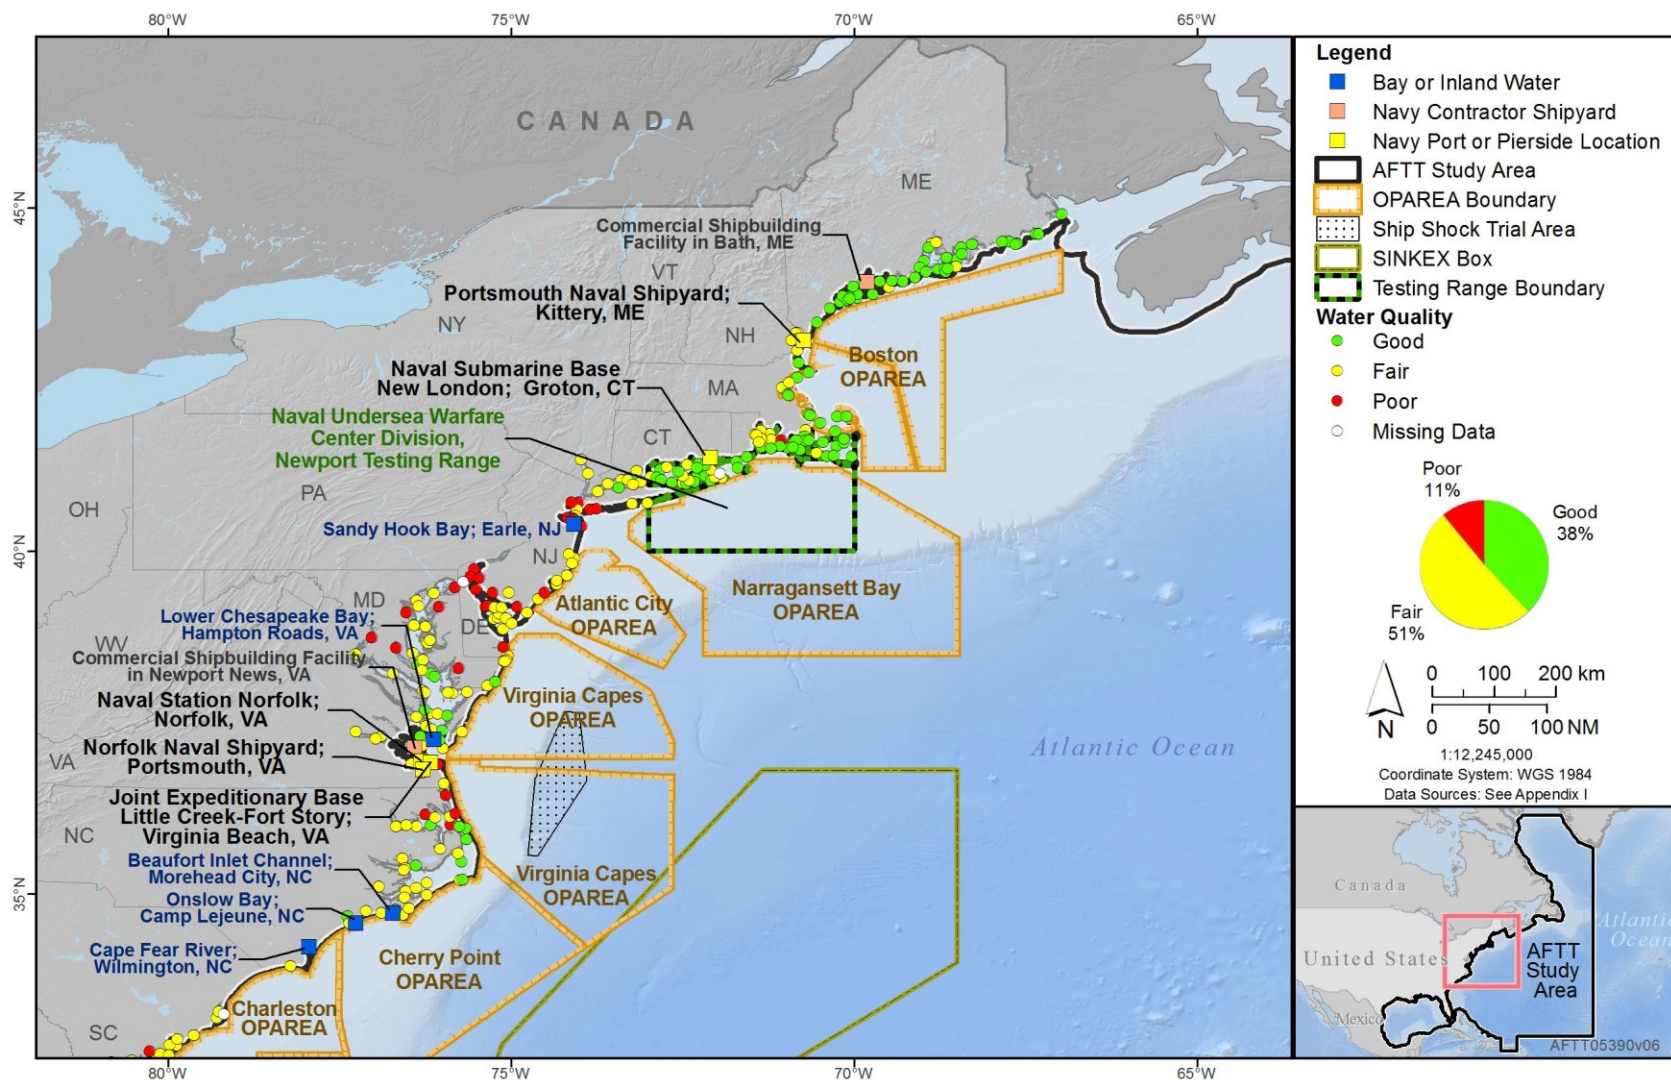 80°W
75°W
70°W
65°W
45°N
40°N
35°N
CANADA
ME
Commercial Shipbuilding
Facility in Bath, ME
VT
Portsmouth Naval Shipyard;
Kittery, ME
NY
NH
Boston
OPAREA
Naval Submarine Base
New London; Groton, CT
MA
Naval Undersea Warfare
Center Division,
Newport Testing Range
CT
PA
OH
Sandy Hook Bay; Earle, NJ
NJ
Narragansett Bay
OPAREA
Atlantic City
OPAREA
MD
Lower Chesapeake Bay;
Hampton Roads, VA
DE
WV
Commercial Shipbuilding Facility
in Newport News, VA
Naval Station Norfolk;
Norfolk, VA
Virginia Capes
OPAREA
Norfolk Naval Shipyard;
Portsmouth, VA
VA
Atlantic Ocean
Joint Expeditionary Base
Little Creek-Fort Story;
Virginia Beach, VA
NC
Beaufort Inlet Channel;
Morehead City, NC
Virginia Capes
OPAREA
Onslow Bay;
Camp Lejeune, NC
Cape Fear River;
Wilmington, NC
Cherry Point
OPAREA
Charleston
OPAREA
SC
80°W
75°W
70°W
65°W
Legend
Bay or Inland Water
Navy Contractor Shipyard
Navy Port or Pierside Location
AFTT Study Area
OPAREA Boundary
Ship Shock Trial Area
SINKEX Box
Testing Range Boundary
Water Quality
Good
Fair
Poor
Missing Data
Poor
11%
Good
38%
Fair
51%
N
0 100 200 km
0 50 100 NM
1:12,245,000
Coordinate System: WGS 1984
Data Sources: See Appendix I
Canada
Atlantic
Ocean
United States
AFTT
Study
Area
Mexico
AFTT05390v06